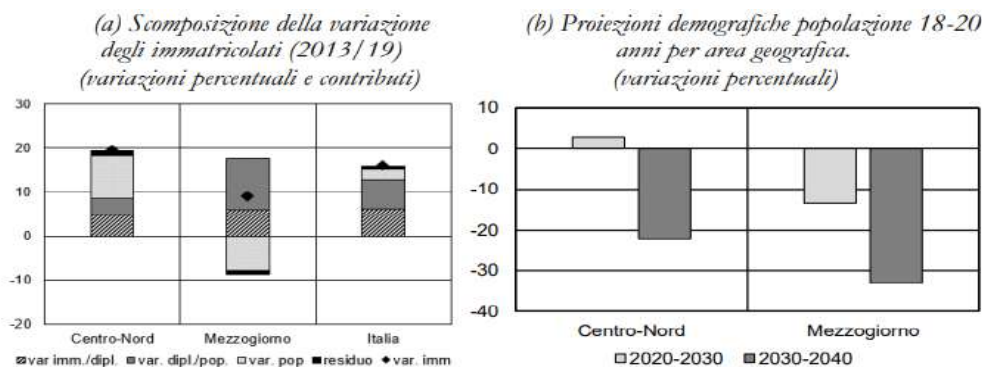 (a) Scomposizione della variazione
degli immatricolati (2013/19)
(variazioni percentuali e contributi)
30
20
10
0
-10
-20
Centro-Nord Mezzogiorno Italia
var imm./dipl. var. dipl./pop. var. pop residuo var. imm
(b) Proiezioni demografiche popolazione 18-20
anni per area geografica.
(variazioni percentuali)
10
0
-10
-20
-30
-40
Centro-Nord Mezzogiorno
2020-2030 2030-2040